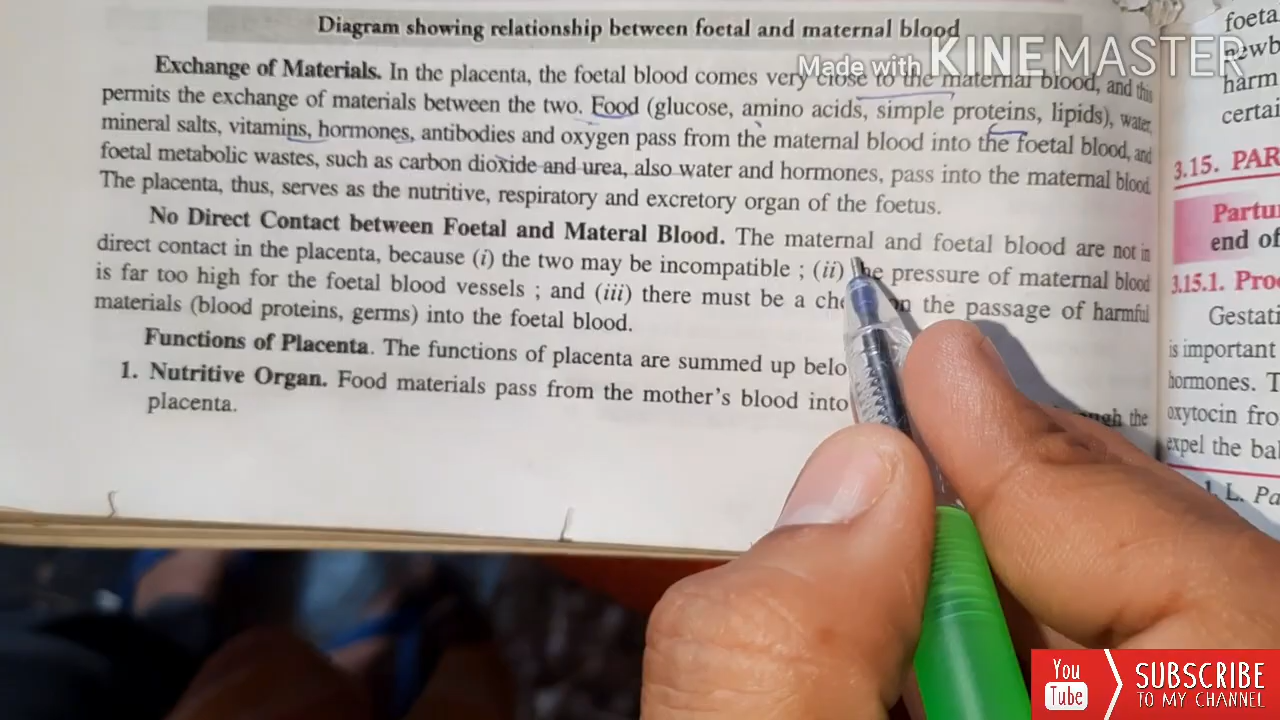 Diagram showing relationship between foetal and maternal blood
Made with KINEMASTER
Exchange of Materials. In the placenta, the foetal blood comes very close to the maternal blood, and this
permits the exchange of materials between the two. Food (glucose, amino acids, simple proteins, lipids), water,
mineral salts, vitamins, hormones, antibodies and oxygen pass from the maternal blood into the foetal blood, and
foetal metabolic wastes, such as carbon dioxide and urea, also water and hormones, pass into the maternal blood.
The placenta, thus, serves as the nutritive, respiratory and excretory organ of the foetus.
No Direct Contact between Foetal and Materal Blood. The maternal and foetal blood are not in
direct contact in the placenta, because (i) the two may be incompatible ; (ii) the pressure of maternal blood
is far too high for the foetal blood vessels ; and (iii) there must be a on the passage of harmful
materials (blood proteins, germs) into the foetal blood.
Functions of Placenta. The functions of placenta are summed up
1. Nutritive Organ. Food materials pass from the mother's blood into the
placenta.
foeta
newb
harm
certai
3.15. PAR
Partu
end of
3.15.1. Pro
Gestati
is important
hormones. T
oxytocin fro
expel the ba
1. L. Pa
You
Tube
SUBSCRIBE
TO MY CHANNEL